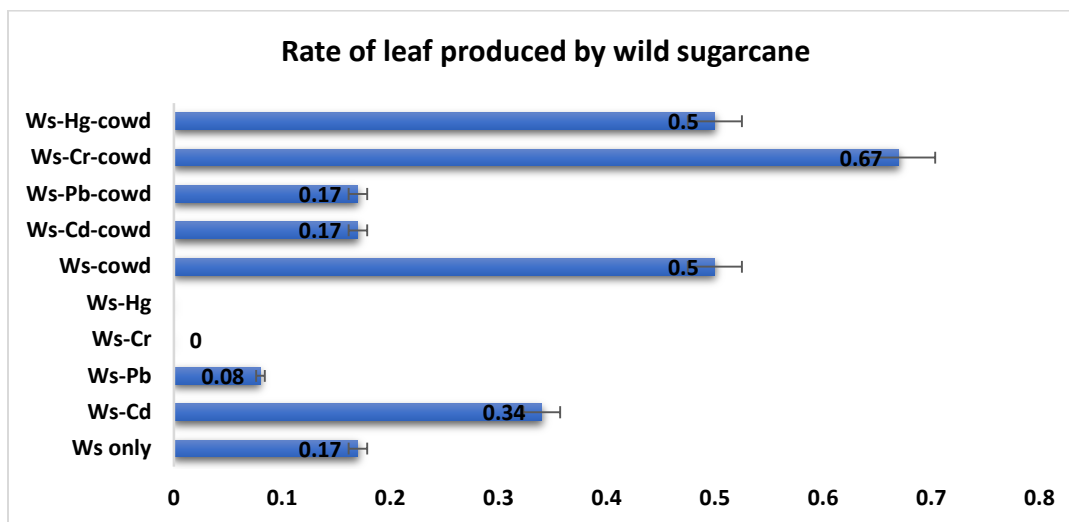 Rate of leaf produced by wild sugarcane
Ws-Hg-cowd 0.5
Ws-Cr-cowd 0.67
Ws-Pb-cowd 0.17
Ws-Cd-cowd 0.17
Ws-cowd 0.5
Ws-Hg
Ws-Cr 0
Ws-Pb 0.08
Ws-Cd 0.34
Ws only 0.17
0 0.1 0.2 0.3 0.4 0.5 0.6 0.7 0.8